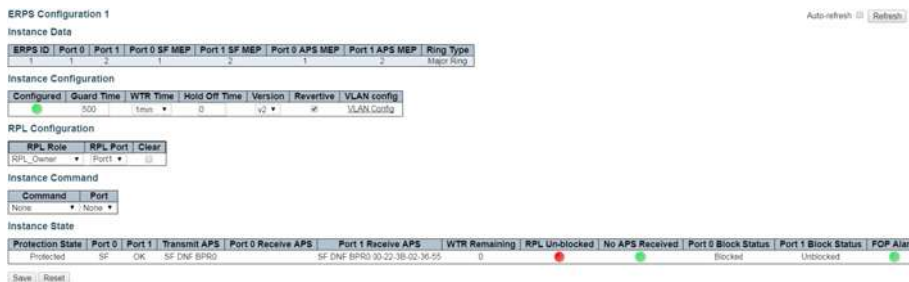 ERPS Configuration 1
Auto-refresh Refresh
Instance Data
ERPS ID Port 0 Port 1 Port 0 SF MEP Port 1 SF MEP Port 0 APS MEP Port 1 APS MEP Ring Type
1 1 2 1 2 1 2 Major Ring
Instance Configuration
Configured Guard Time WTR Time Hold Off Time Version Revertive VLAN config
500 1min 0 v2 VLAN Config
RPL Configuration
RPL Role RPL Port Clear
RPL_Owner Port1
Instance Command
Command Port
None None
Instance State
Protection State Port 0 Port 1 Transmit APS Port 0 Receive APS Port 1 Receive APS WTR Remaining RPL Un-blocked No APS Received Port 0 Block Status Port 1 Block Status FOP Alar
Protected SF OK SF DNF BPR0 SF DNF BPR0 00-22-3B-02-36-55 0 Blocked Unblocked
Save Reset